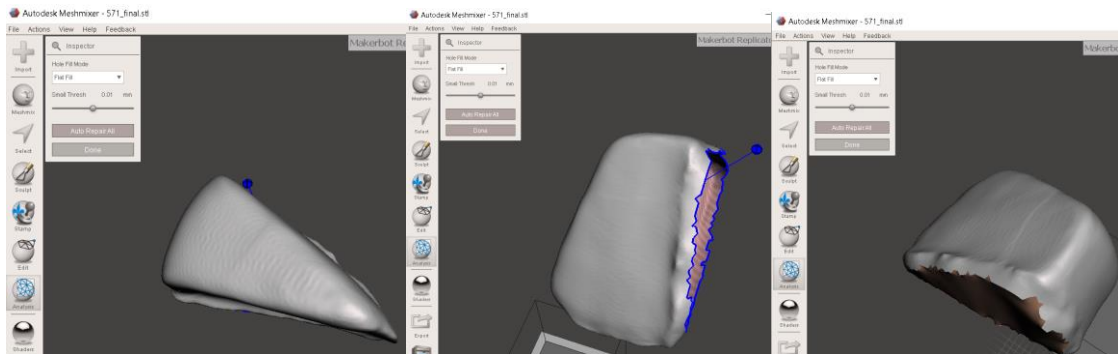 Autodesk Meshmixer - 571_final.stl
File Actions View Help Feedback
Makerbot Re
Inspector
Import
Hole Fill Mode
Flat Fill
Small Thresh 0.01 mm
Meshmix
Auto Repair All
Done
Select
Sculpt
Stamp
Edit
Analysis
Shaders
Autodesk Meshmixer - 571_final.stl
File Actions View Help Feedback
Makerbot Replicato
Inspector
Import
Hole Fill Mode
Flat Fill
Small Thresh 0.01 mm
Meshmix
Auto Repair All
Done
Select
Sculpt
Stamp
Edit
Analysis
Shaders
Export
Autodesk Meshmixer - 571_final.stl
File Actions View Help Feedback
Makerbo
Inspector
Import
Hole Fill Mode
Flat Fill
Small Thresh 0.01 mm
Meshmix
Auto Repair All
Done
Select
Sculpt
Stamp
Edit
Analysis
Shaders
Export